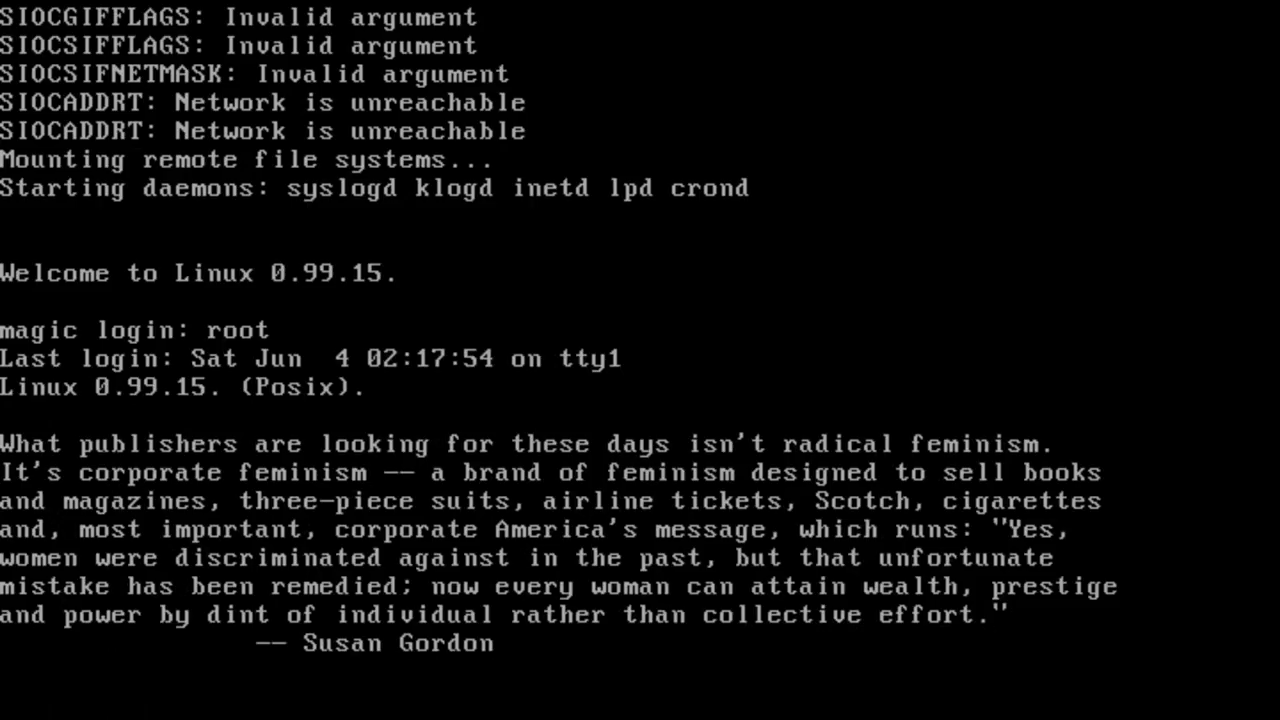 SIOCGIFFLAGS: Invalid argument
SIOCSIFFLAGS: Invalid argument
SIOCSIFNETMASK: Invalid argument
SIOCADDRT: Network is unreachable
SIOCADDRT: Network is unreachable
Mounting remote file systems...
Starting daemons: syslogd klogd inetd lpd crond
Welcome to Linux 0.99.15.
magic login: root
Last login: Sat Jun  4 02:17:54 on tty1
Linux 0.99.15. (Posix).
What publishers are looking for these days isn't radical feminism.
It's corporate feminism -- a brand of feminism designed to sell books
and magazines, three-piece suits, airline tickets, Scotch, cigarettes
and, most important, corporate America's message, which runs: "Yes,
women were discriminated against in the past, but that unfortunate
mistake has been remedied; now every woman can attain wealth, prestige
and power by dint of individual rather than collective effort."
-- Susan Gordon